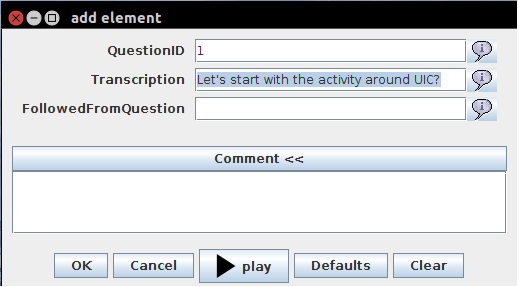 add element
QuestionID 1
Transcription Let's start with the activity around UIC?
FollowedFromQuestion
Comment <<
OK Cancel play Defaults Clear